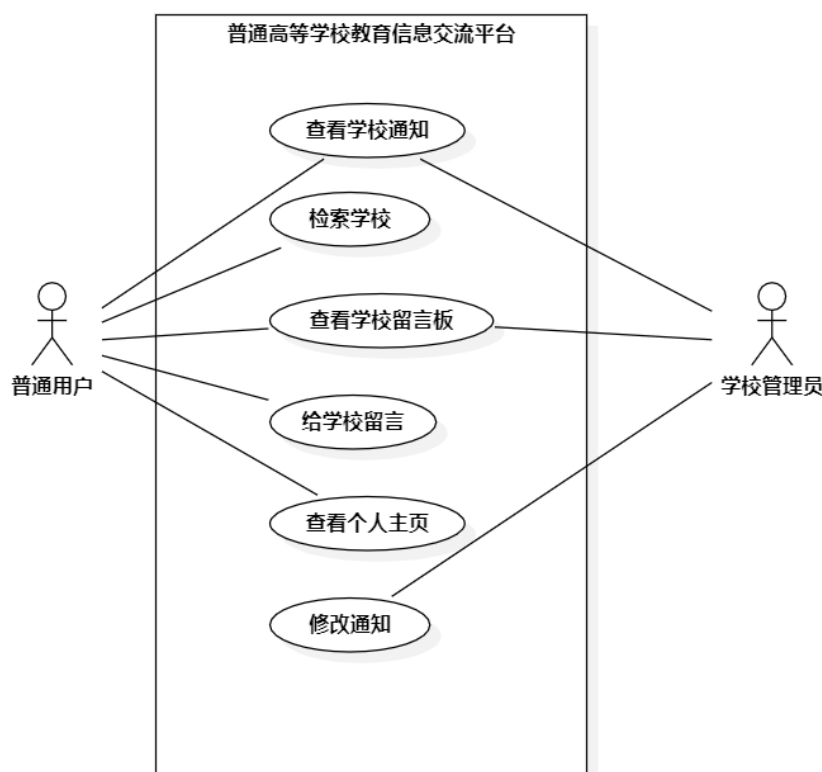 普通高等学校教育信息交流平台
查看学校通知
检索学校
查看学校留言板
普通用户
学校管理员
给学校留言
查看个人主页
修改通知